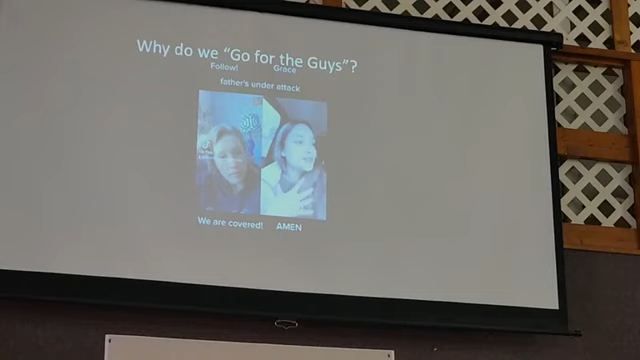 Why do we “Go for the Guys”?
Follow! Grace
father's under attack
We are covered! AMEN